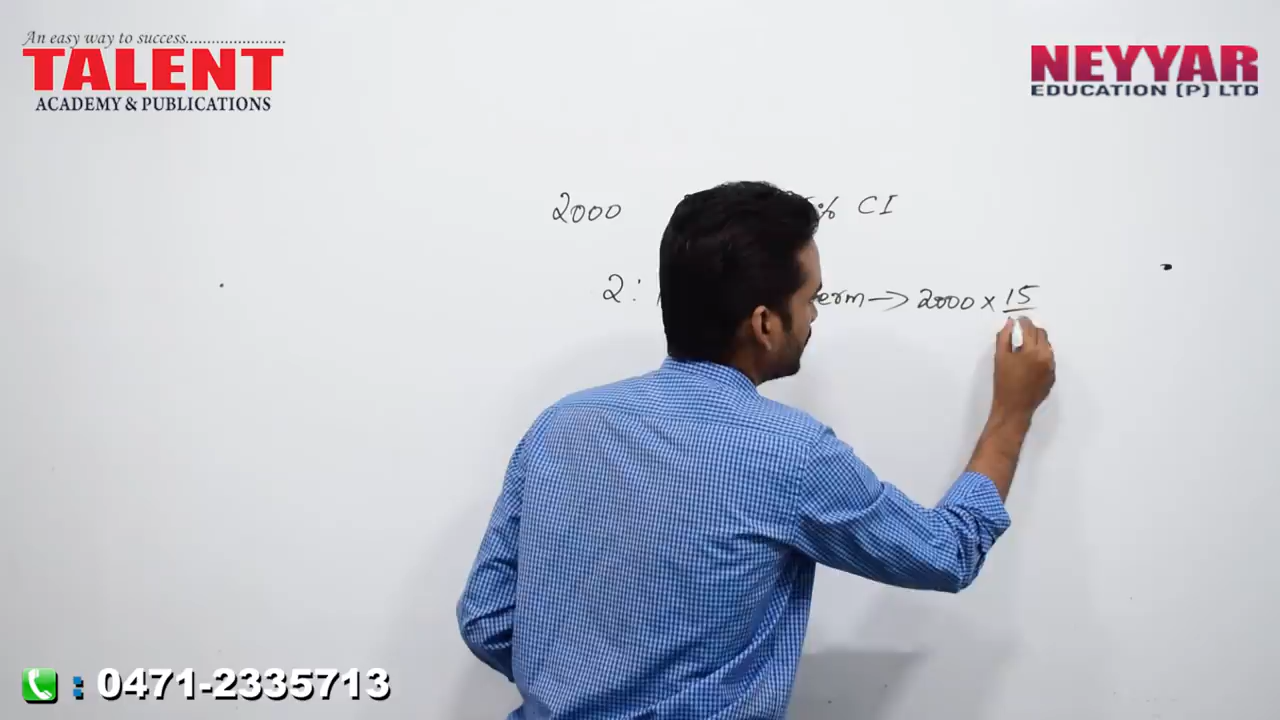 An easy way to success.......................
TALENT
ACADEMY & PUBLICATIONS
NEYYAR
EDUCATION (P) LTD
2000 % CI
2: erm → 2000 × 15
: 0471-2335713